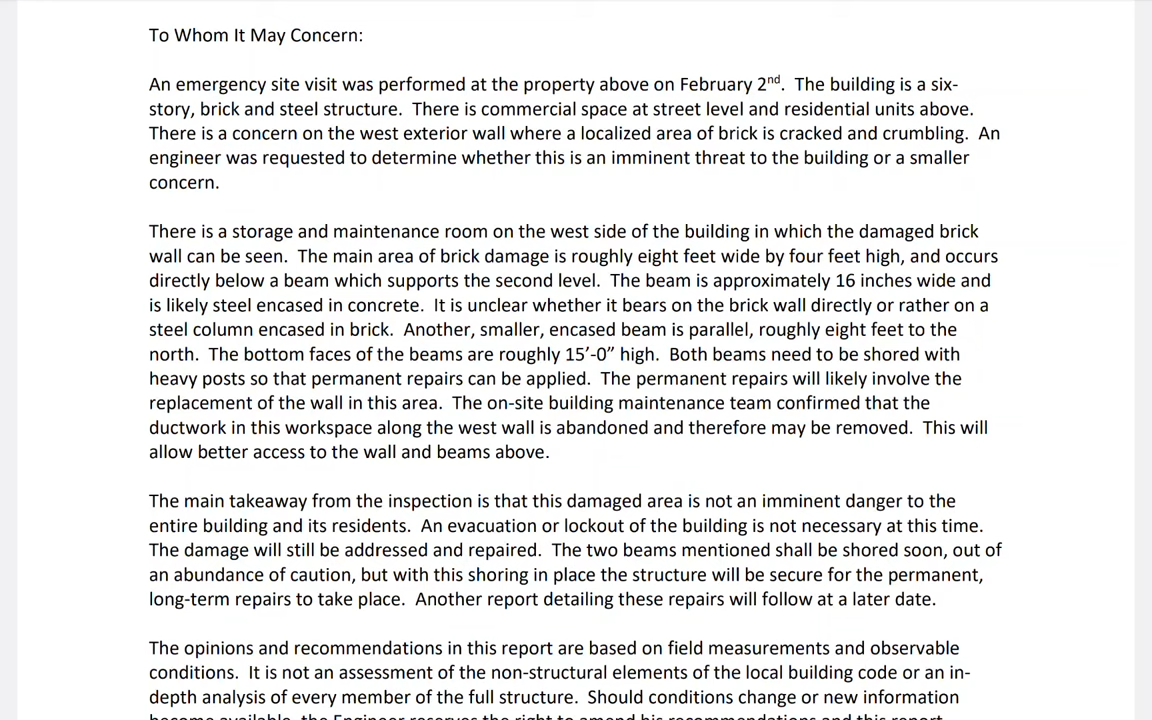 To Whom It May Concern:
An emergency site visit was performed at the property above on February 2nd.  The building is a six-
story, brick and steel structure.  There is commercial space at street level and residential units above.
There is a concern on the west exterior wall where a localized area of brick is cracked and crumbling.  An
engineer was requested to determine whether this is an imminent threat to the building or a smaller
concern.
There is a storage and maintenance room on the west side of the building in which the damaged brick
wall can be seen.  The main area of brick damage is roughly eight feet wide by four feet high, and occurs
directly below a beam which supports the second level.  The beam is approximately 16 inches wide and
is likely steel encased in concrete.  It is unclear whether it bears on the brick wall directly or rather on a
steel column encased in brick.  Another, smaller, encased beam is parallel, roughly eight feet to the
north.  The bottom faces of the beams are roughly 15’-0” high.  Both beams need to be shored with
heavy posts so that permanent repairs can be applied.  The permanent repairs will likely involve the
replacement of the wall in this area.  The on-site building maintenance team confirmed that the
ductwork in this workspace along the west wall is abandoned and therefore may be removed.  This will
allow better access to the wall and beams above.
The main takeaway from the inspection is that this damaged area is not an imminent danger to the
entire building and its residents.  An evacuation or lockout of the building is not necessary at this time.
The damage will still be addressed and repaired.  The two beams mentioned shall be shored soon, out of
an abundance of caution, but with this shoring in place the structure will be secure for the permanent,
long-term repairs to take place.  Another report detailing these repairs will follow at a later date.
The opinions and recommendations in this report are based on field measurements and observable
conditions.  It is not an assessment of the non-structural elements of the local building code or an in-
depth analysis of every member of the full structure.  Should conditions change or new information
become available, the Engineer reserves the right to amend his recommendations and this report